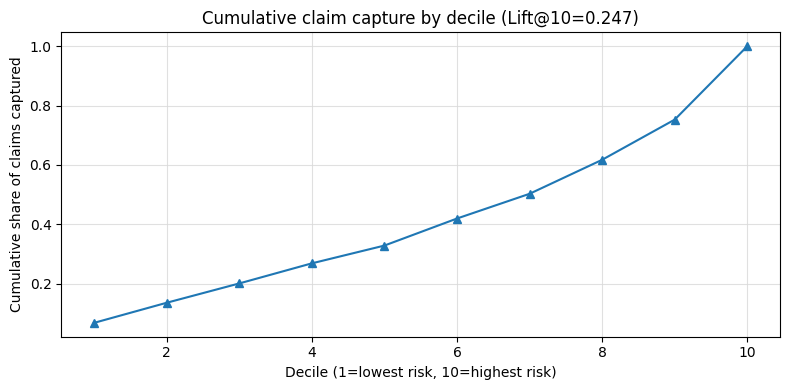 Cumulative claim capture by decile (Lift@10=0.247)
Cumulative share of claims captured
1.0
0.8
0.6
0.4
0.2
2 4 6 8 10
Decile (1=lowest risk, 10=highest risk)